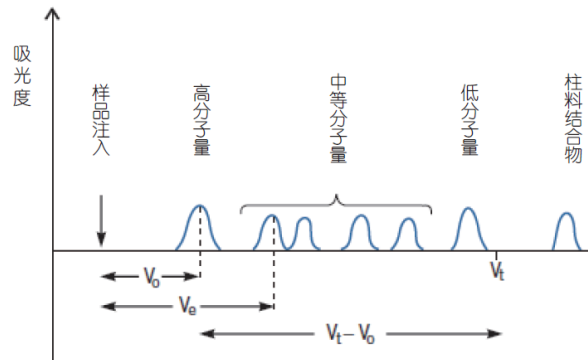 吸光度
样品注入
高分子量
中等分子量
低分子量
柱料结合物
Vₜ
Vₒ
Vₑ
Vₜ – Vₒ